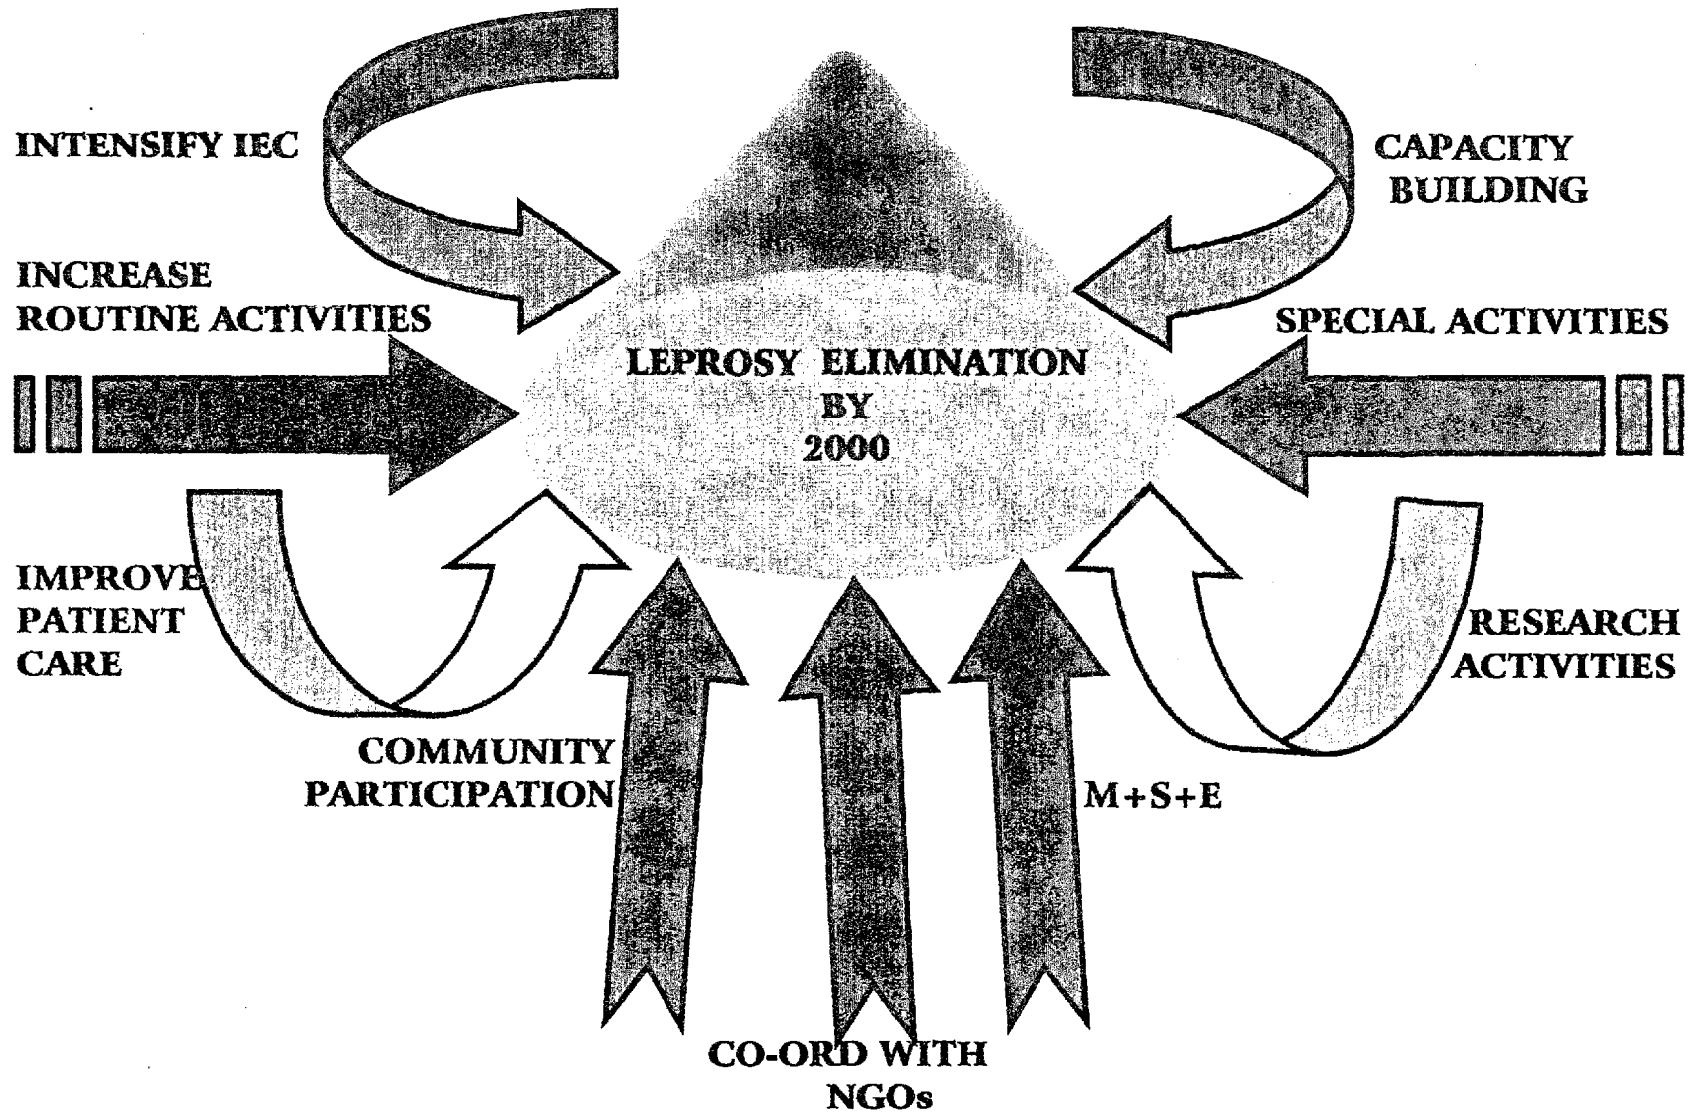 INTENSIFY IEC
CAPACITY
BUILDING
INCREASE
ROUTINE ACTIVITIES
SPECIAL ACTIVITIES
LEPROSY ELIMINATION
BY
2000
IMPROVE
PATIENT
CARE
RESEARCH
ACTIVITIES
COMMUNITY
PARTICIPATION
M+S+E
CO-ORD WITH
NGOs